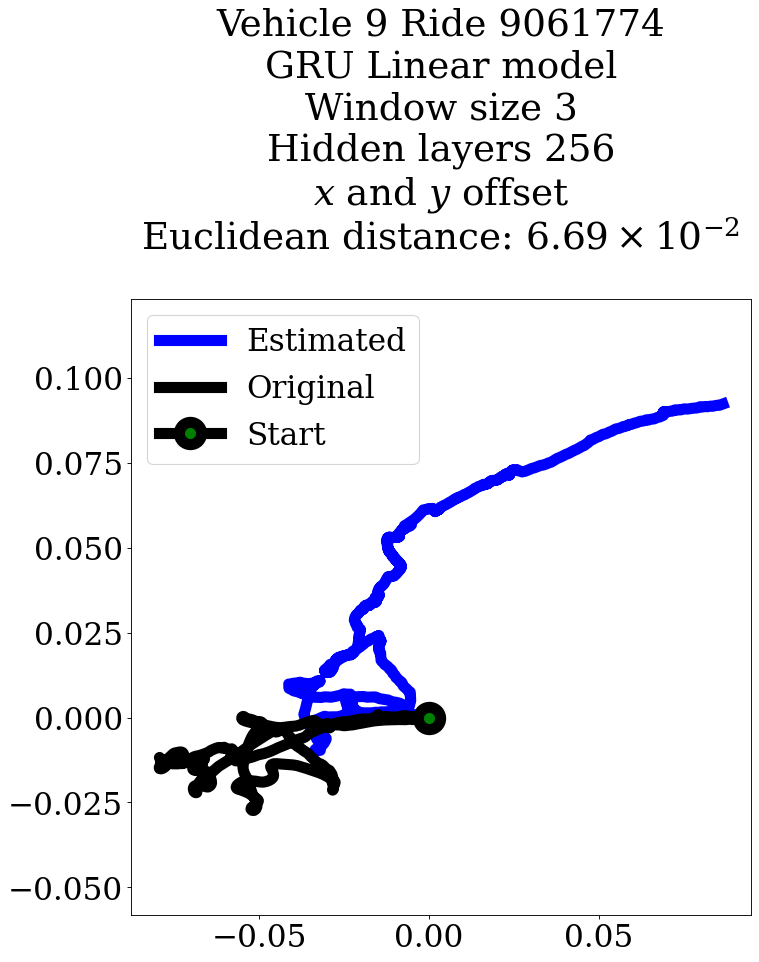 Vehicle 9 Ride 9061774
GRU Linear model
Window size 3
Hidden layers 256
x and y offset
Euclidean distance: 6.69 × 10⁻²
Estimated
Original
Start
0.100
0.075
0.050
0.025
0.000
−0.025
−0.050
−0.05 0.00 0.05